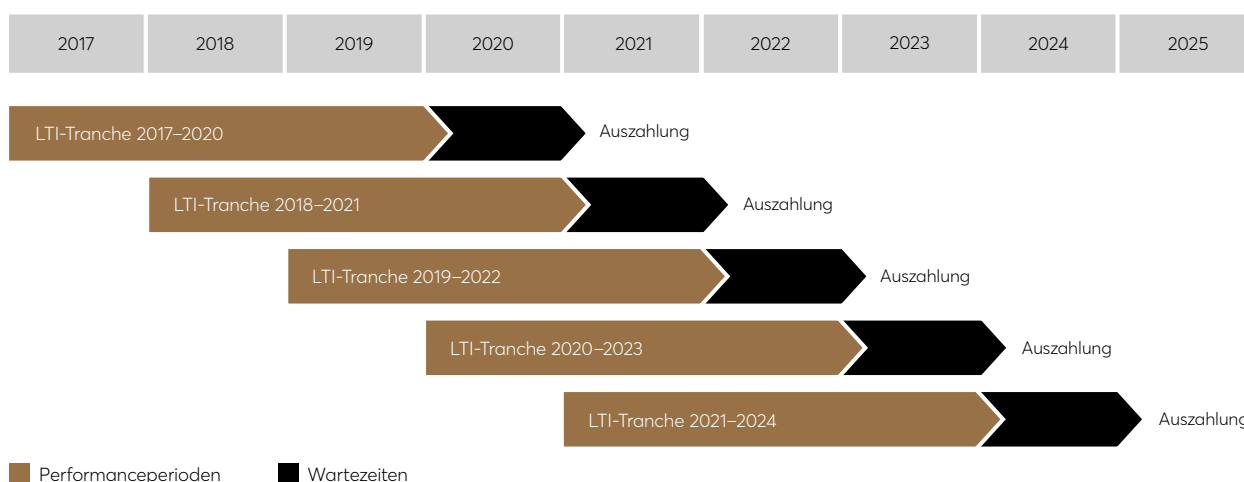 2017 2018 2019 2020 2021 2022 2023 2024 2025
LTI-Tranche 2017–2020 Auszahlung
LTI-Tranche 2018–2021 Auszahlung
LTI-Tranche 2019–2022 Auszahlung
LTI-Tranche 2020–2023 Auszahlung
LTI-Tranche 2021–2024 Auszahlung
Performanceperioden Wartezeiten